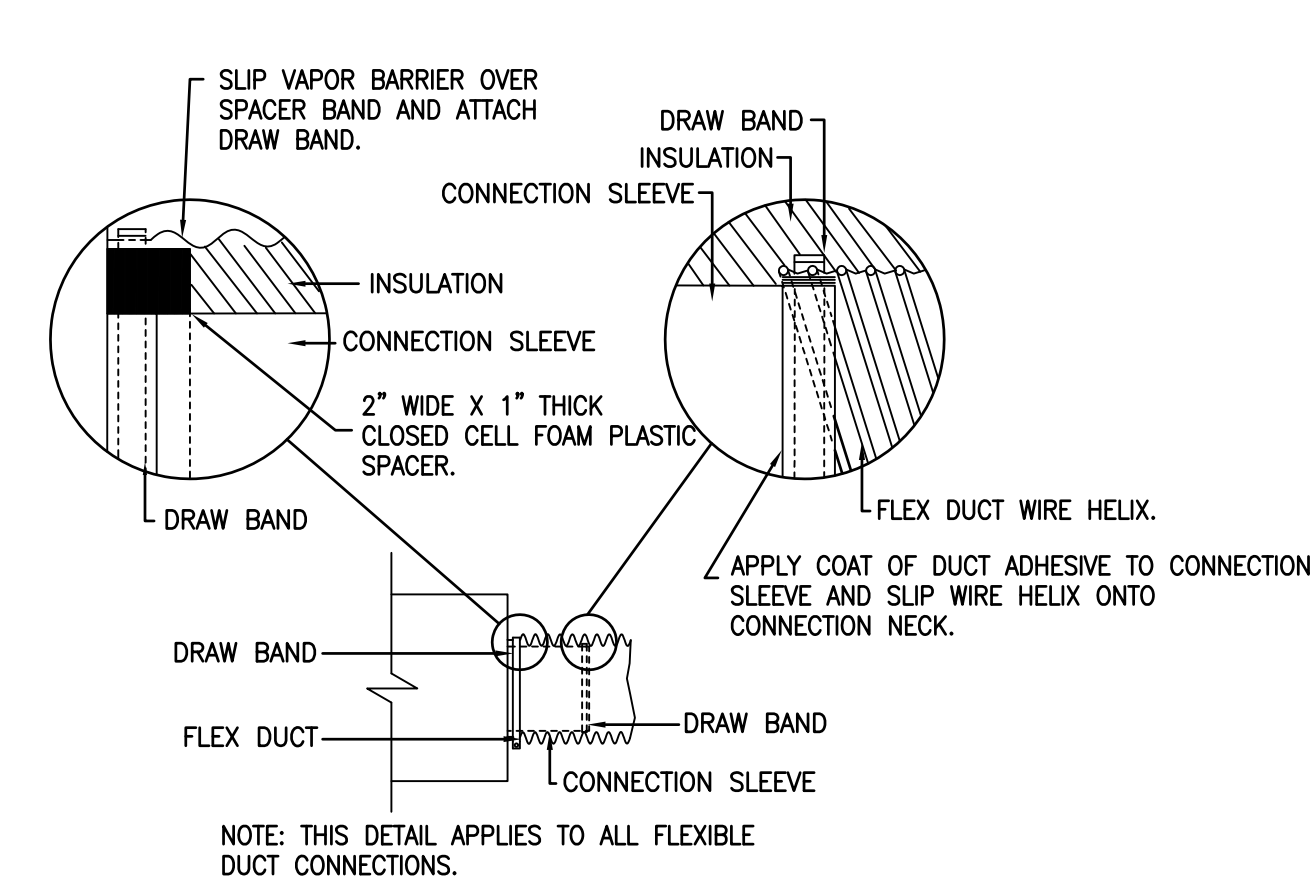 SLIP VAPOR BARRIER OVER
SPACER BAND AND ATTACH
DRAW BAND.
DRAW BAND
INSULATION
CONNECTION SLEEVE
INSULATION
CONNECTION SLEEVE
2” WIDE X 1” THICK
CLOSED CELL FOAM PLASTIC
SPACER.
DRAW BAND
FLEX DUCT WIRE HELIX.
APPLY COAT OF DUCT ADHESIVE TO CONNECTION
SLEEVE AND SLIP WIRE HELIX ONTO
CONNECTION NECK.
DRAW BAND
FLEX DUCT
DRAW BAND
CONNECTION SLEEVE
NOTE: THIS DETAIL APPLIES TO ALL FLEXIBLE
DUCT CONNECTIONS.